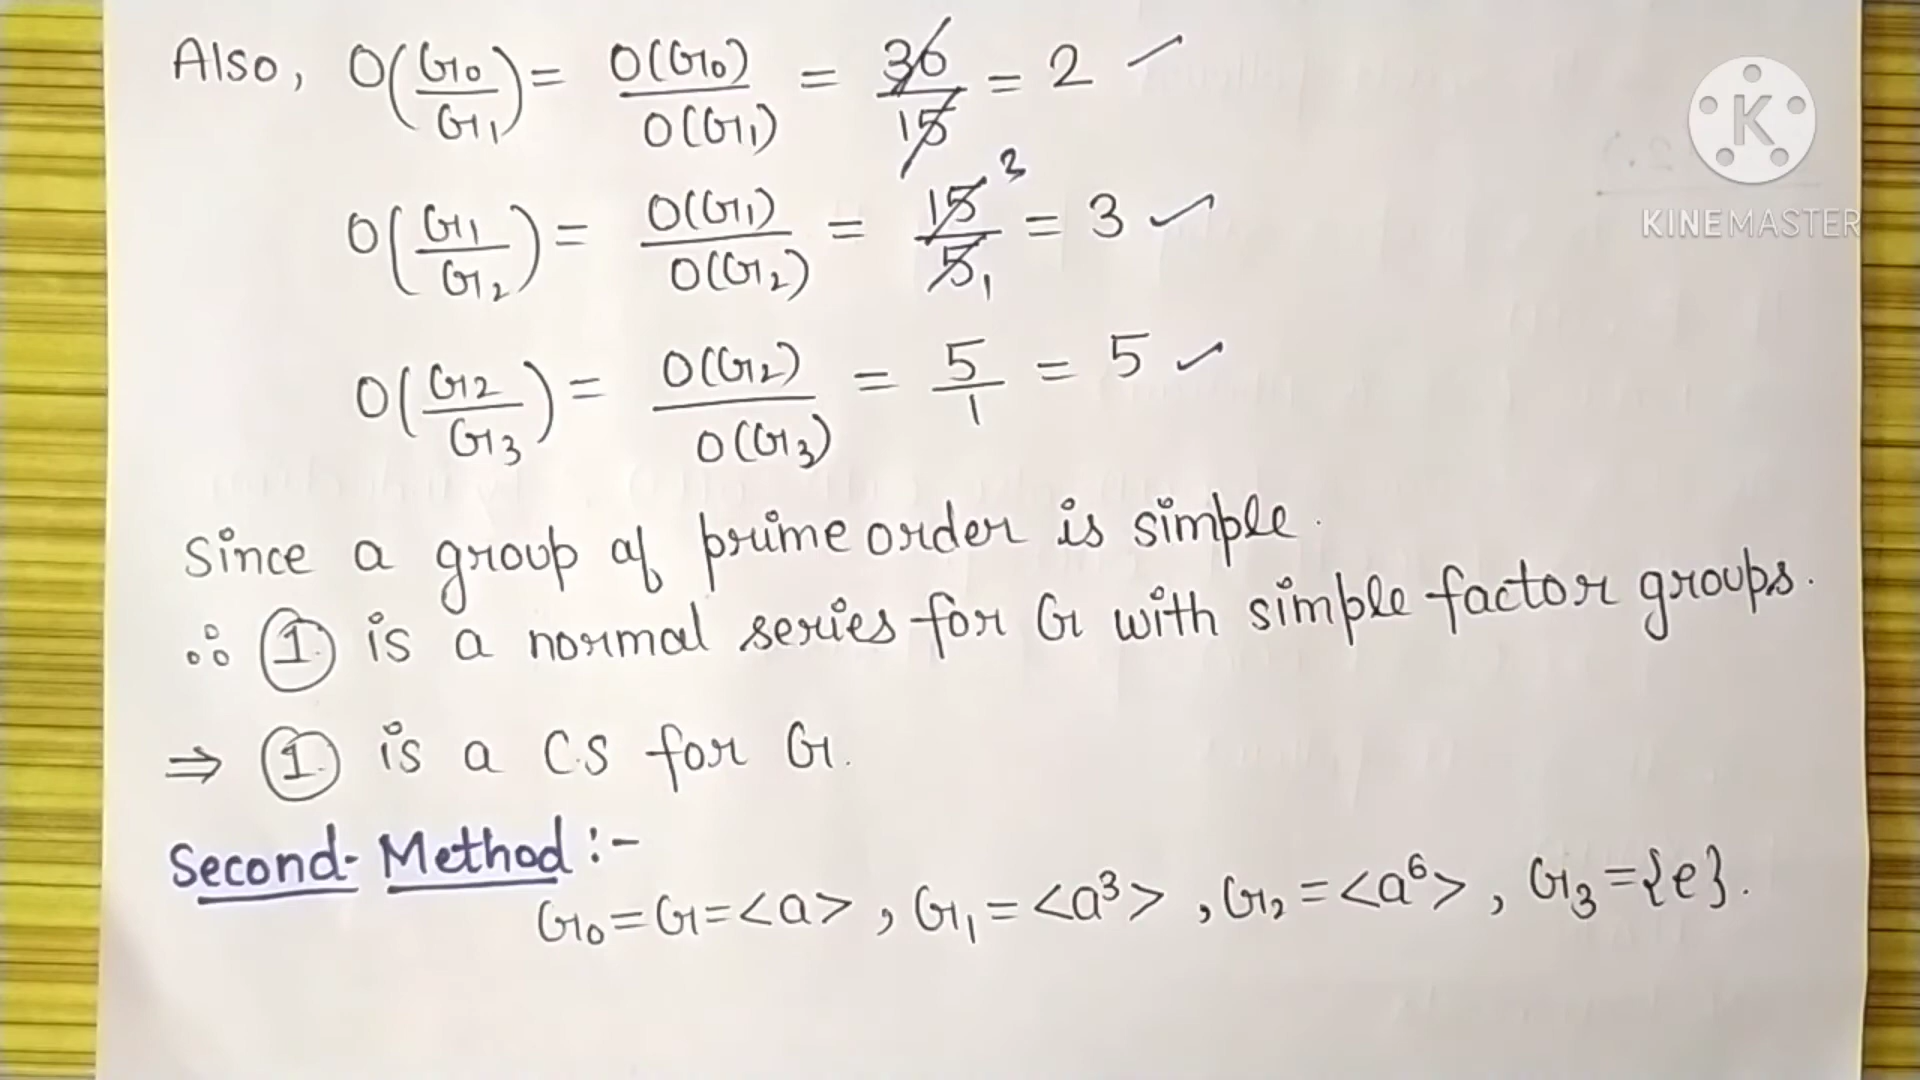 Also, O(G₀/G₁) = O(G₀)/O(G₁) = 30/15 = 2 ✓
O(G₁/G₂) = O(G₁)/O(G₂) = 15/5 = 3 ✓
3
1
O(G₂/G₃) = O(G₂)/O(G₃) = 5/1 = 5 ✓
Since a group of prime order is simple.
∴ ① is a normal series for G with simple factor groups.
⇒ ① is a C.S for G.
Second-Method :-
G₀=G=<a>, G₁=<a³>, G₂=<a⁶>, G₃={e}.
K
KINEMASTER